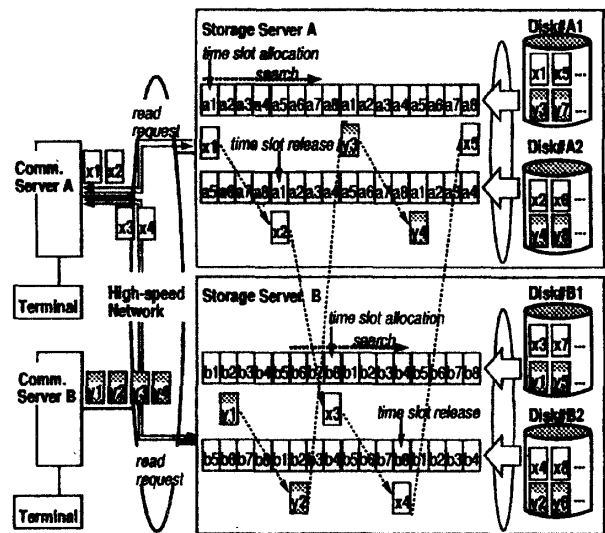 Storage Server A
Disk#A1
time slot allocation
search
x1 x5
a1 a2 a3 a4 a5 a6 a7 a8 a1 a2 a3 a4 a5 a6 a7 a8
y3 y7 ...
read request
x1
time slot release
y3
x5
Disk#A2
Comm. Server A
x1 x2
a5 a6 a7 a8 a1 a2 a3 a4 a5 a6 a7 a8 a1 a2 a3 a4
x2 x6
x3 x4
x2
y4
y4 y8 ...
Terminal
High-speed Network
Storage Server B
Disk#B1
time slot allocation
search
x3 x7
Comm. Server B
b1 b2 b3 b4 b5 b6 b7 b8 b1 b2 b3 b4 b5 b6 b7 b8
y1 y5 ...
y1 y2 y3 y4
y1
x3
time slot release
Disk#B2
read request
b5 b6 b7 b8 b1 b2 b3 b4 b5 b6 b7 b8 b1 b2 b3 b4
x4 x8
y2
x4
y2 y6 ...
Terminal